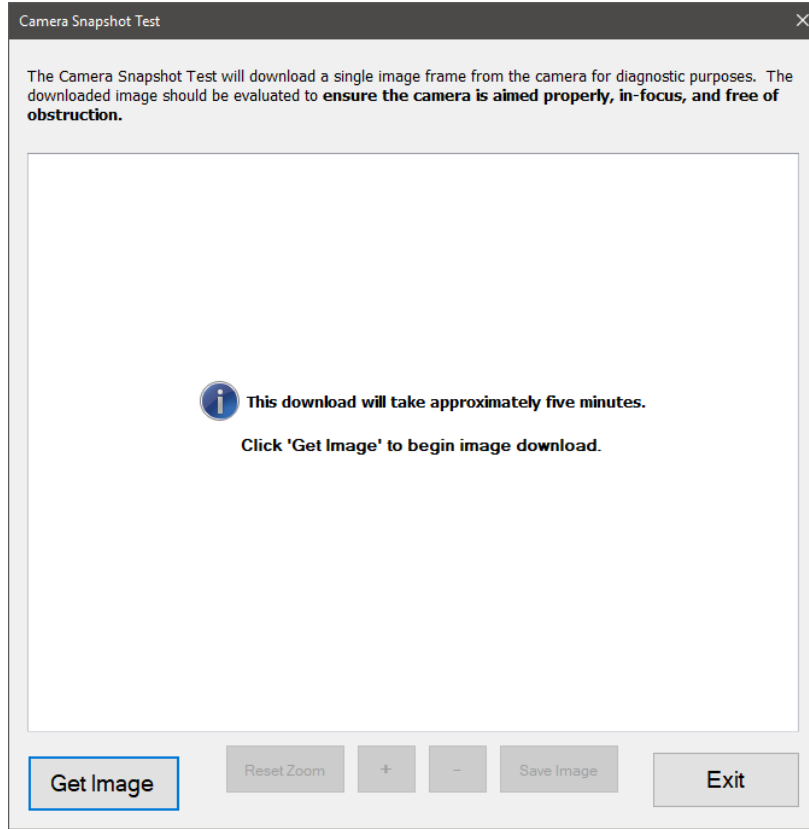 Camera Snapshot Test
The Camera Snapshot Test will download a single image frame from the camera for diagnostic purposes. The
downloaded image should be evaluated to ensure the camera is aimed properly, in-focus, and free of
obstruction.
This download will take approximately five minutes.
Click 'Get Image' to begin image download.
Get Image
Reset Zoom
+
-
Save Image
Exit